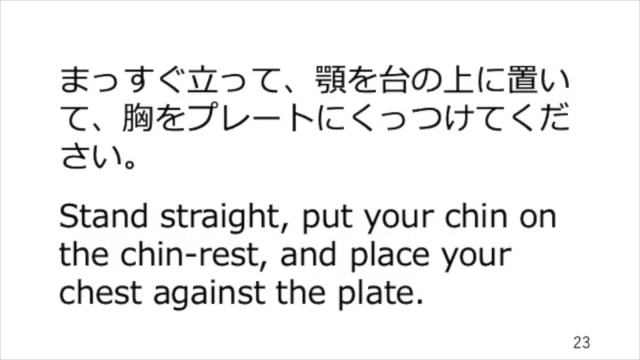 まっすぐ立って、顎を台の上に置い
て、胸をプレートにくっつけてくだ
さい。
Stand straight, put your chin on
the chin-rest, and place your
chest against the plate.
23